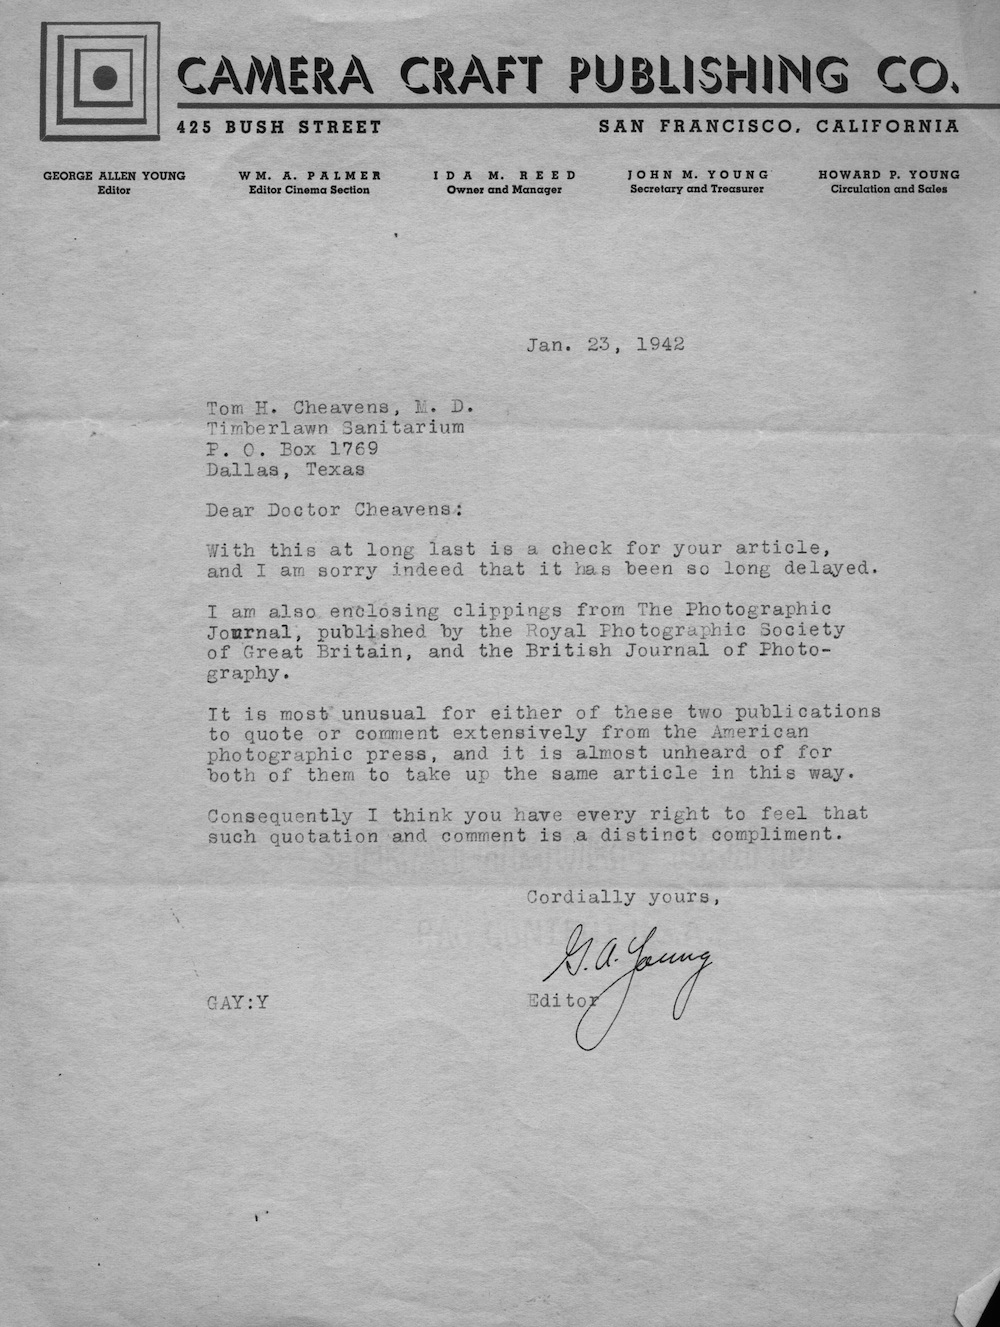 CAMERA CRAFT PUBLISHING CO.
425 BUSH STREET SAN FRANCISCO, CALIFORNIA
GEORGE ALLEN YOUNG
Editor
WM. A. PALMER
Editor Cinema Section
IDA M. REED
Owner and Manager
JOHN M. YOUNG
Secretary and Treasurer
HOWARD P. YOUNG
Circulation and Sales
Jan. 23, 1942
Tom H. Cheavens, M. D.
Timberlawn Sanitarium
P. O. Box 1769
Dallas, Texas
Dear Doctor Cheavens:
With this at long last is a check for your article,
and I am sorry indeed that it has been so long delayed.
I am also enclosing clippings from The Photographic
Journal, published by the Royal Photographic Society
of Great Britain, and the British Journal of Photo-
graphy.
It is most unusual for either of these two publications
to quote or comment extensively from the American
photographic press, and it is almost unheard of for
both of them to take up the same article in this way.
Consequently I think you have every right to feel that
such quotation and comment is a distinct compliment.
Cordially yours,
G. A. Young
GAY:Y Editor